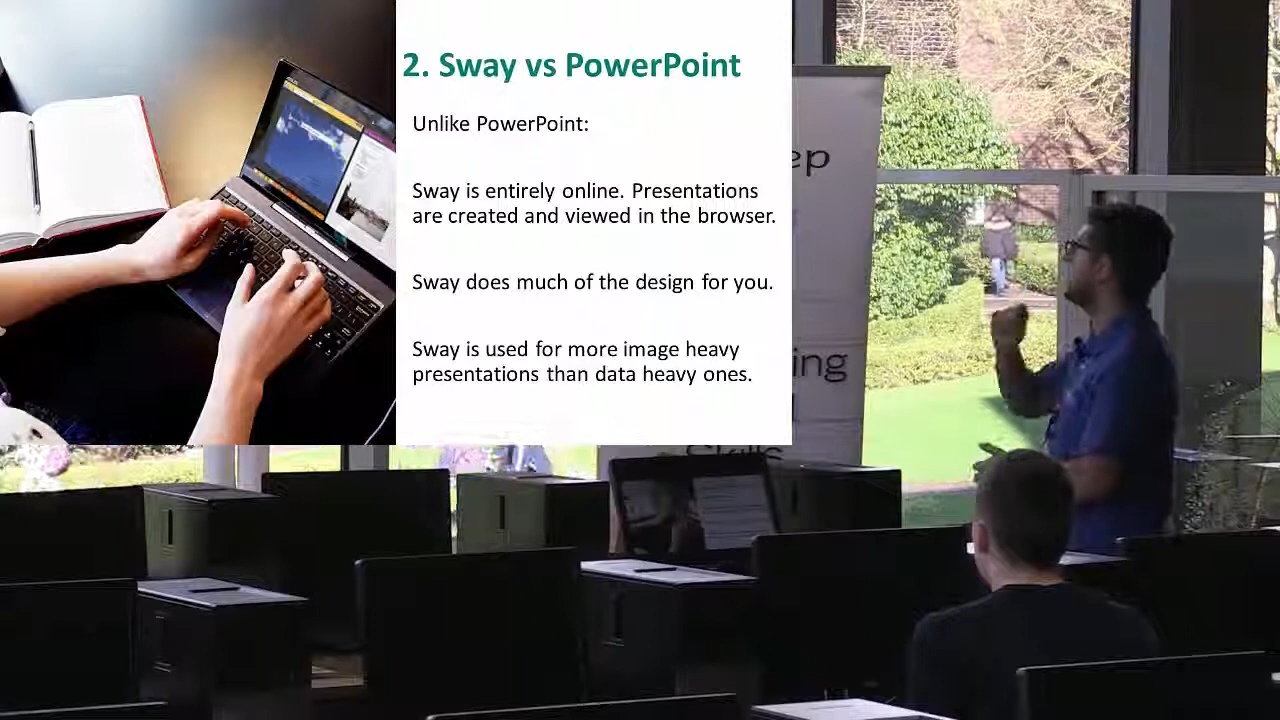 2. Sway vs PowerPoint
Unlike PowerPoint:
Sway is entirely online. Presentations
are created and viewed in the browser.
Sway does much of the design for you.
Sway is used for more image heavy
presentations than data heavy ones.
ep
ing
Skills